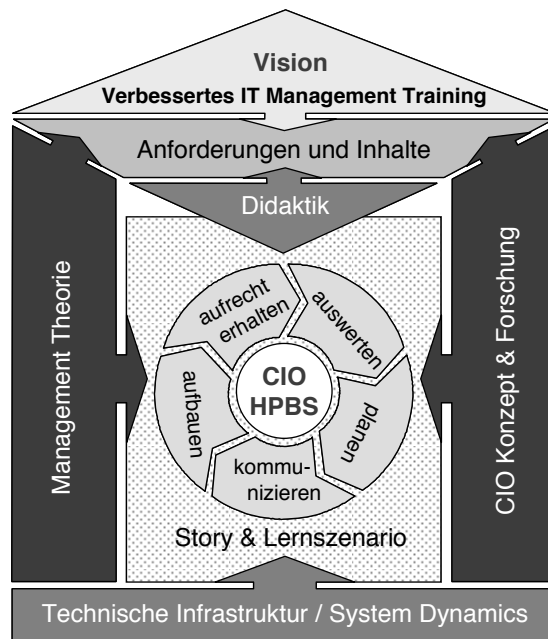 Vision
Verbessertes IT Management Training
Anforderungen und Inhalte
Didaktik
Management Theorie
CIO Konzept & Forschung
aufrecht
erhalten
auswerten
planen
kommu-
nizieren
aufbauen
CIO
HPBS
Story & Lernszenario
Technische Infrastruktur / System Dynamics